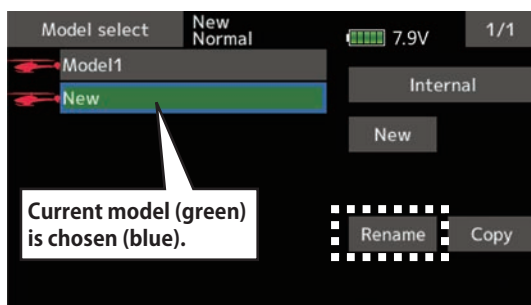 Model select
New
Normal
7.9V
1/1
Model1
New
Internal
New
Current model (green)
is chosen (blue).
Rename
Copy